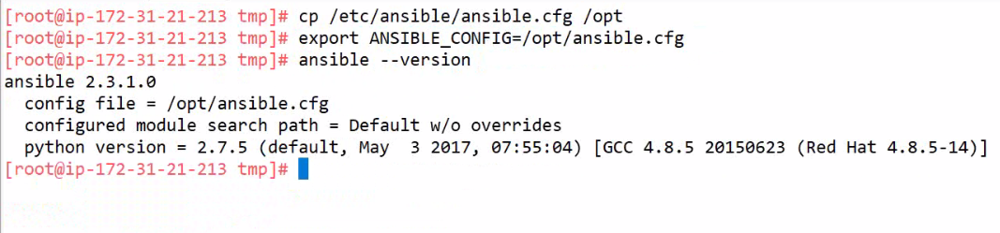 [root@ip-172-31-21-213 tmp]# cp /etc/ansible/ansible.cfg /opt
[root@ip-172-31-21-213 tmp]# export ANSIBLE_CONFIG=/opt/ansible.cfg
[root@ip-172-31-21-213 tmp]# ansible --version
ansible 2.3.1.0
  config file = /opt/ansible.cfg
  configured module search path = Default w/o overrides
  python version = 2.7.5 (default, May  3 2017, 07:55:04) [GCC 4.8.5 20150623 (Red Hat 4.8.5-14)]
[root@ip-172-31-21-213 tmp]#